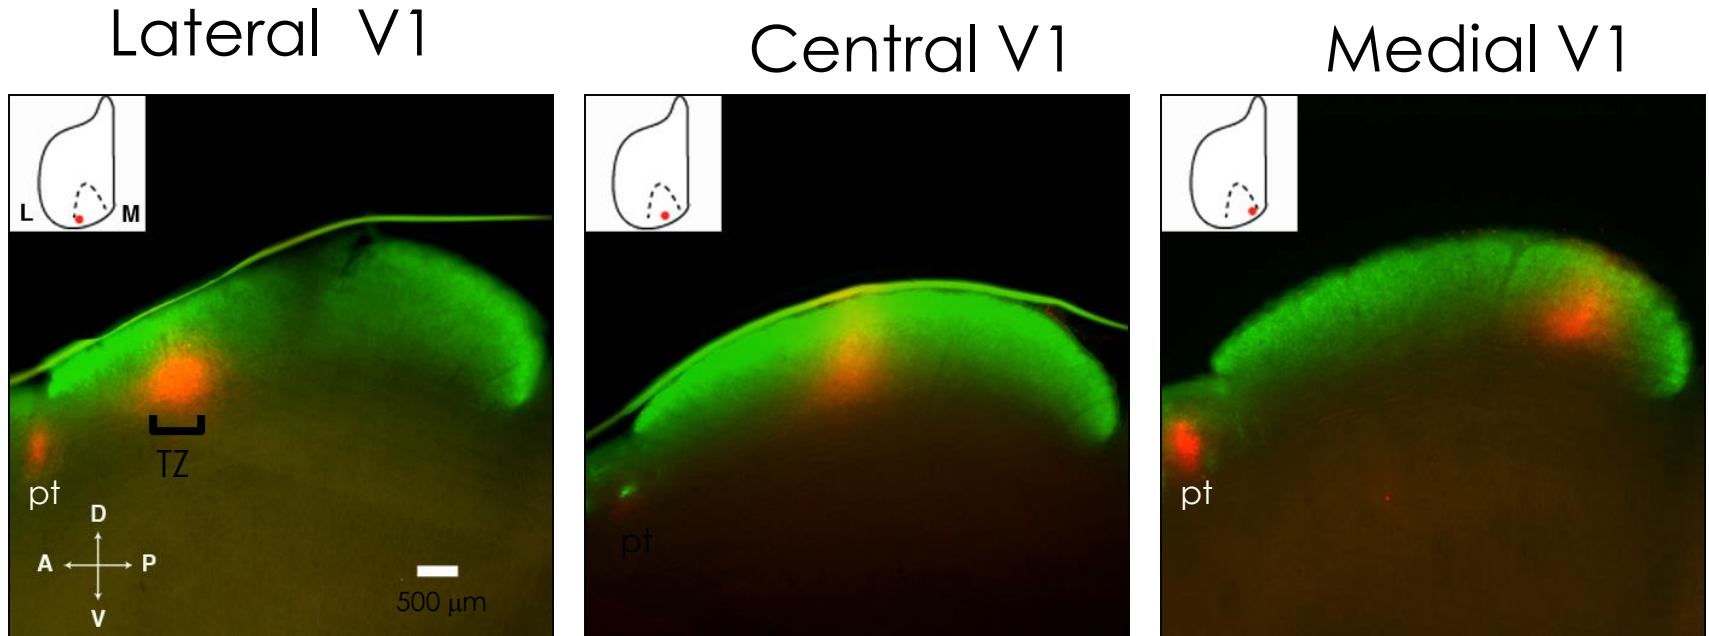 Lateral V1
Central V1
Medial V1
L
M
TZ
pt
D
A
P
V
500 μm
pt
pt